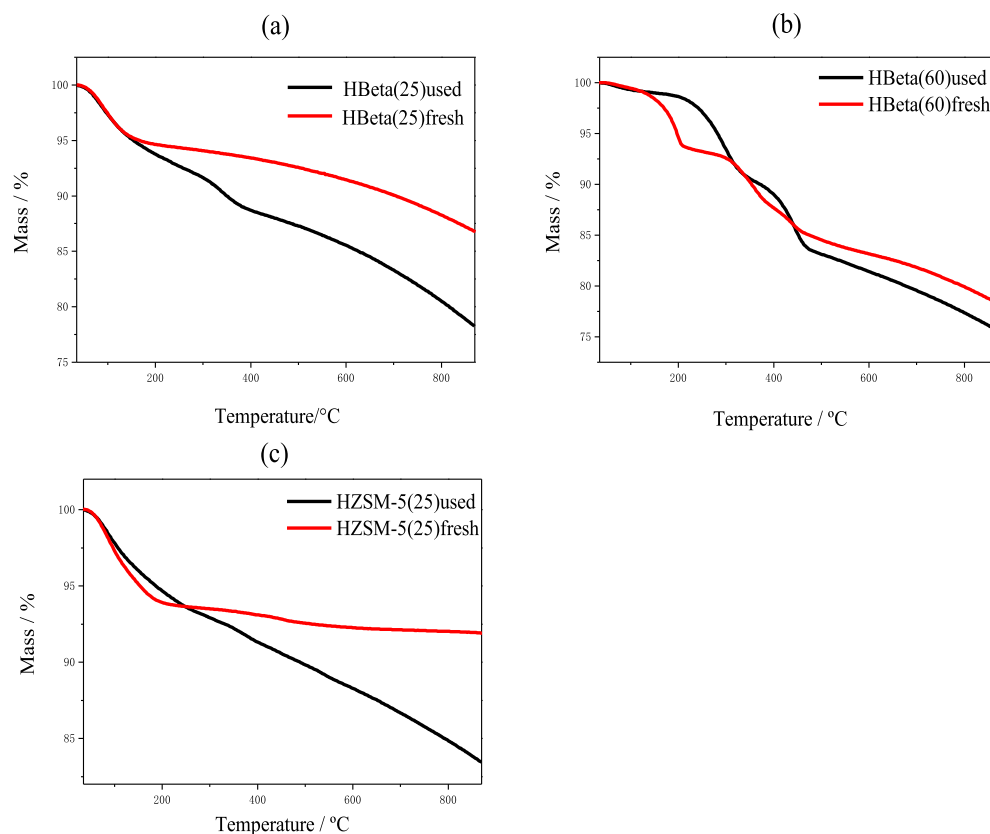 (a)
HBeta(25)used
HBeta(25)fresh
Mass / %
100
95
90
85
80
75
200
400
600
800
Temperature/°C
(b)
HBeta(60)used
HBeta(60)fresh
Mass / %
100
95
90
85
80
75
200
400
600
800
Temperature / ºC
(c)
HZSM-5(25)used
HZSM-5(25)fresh
Mass / %
100
95
90
85
200
400
600
800
Temperature / ºC